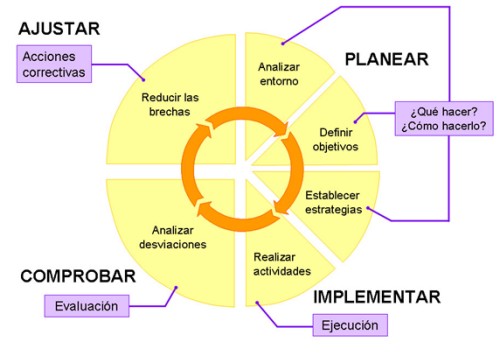 AJUSTAR
Acciones
correctivas
Reducir las
brechas
Analizar
entorno
PLANEAR
¿Qué hacer?
¿Cómo hacerlo?
Definir
objetivos
Establecer
estrategias
Analizar
desviaciones
Realizar
actividades
COMPROBAR
Evaluación
IMPLEMENTAR
Ejecución